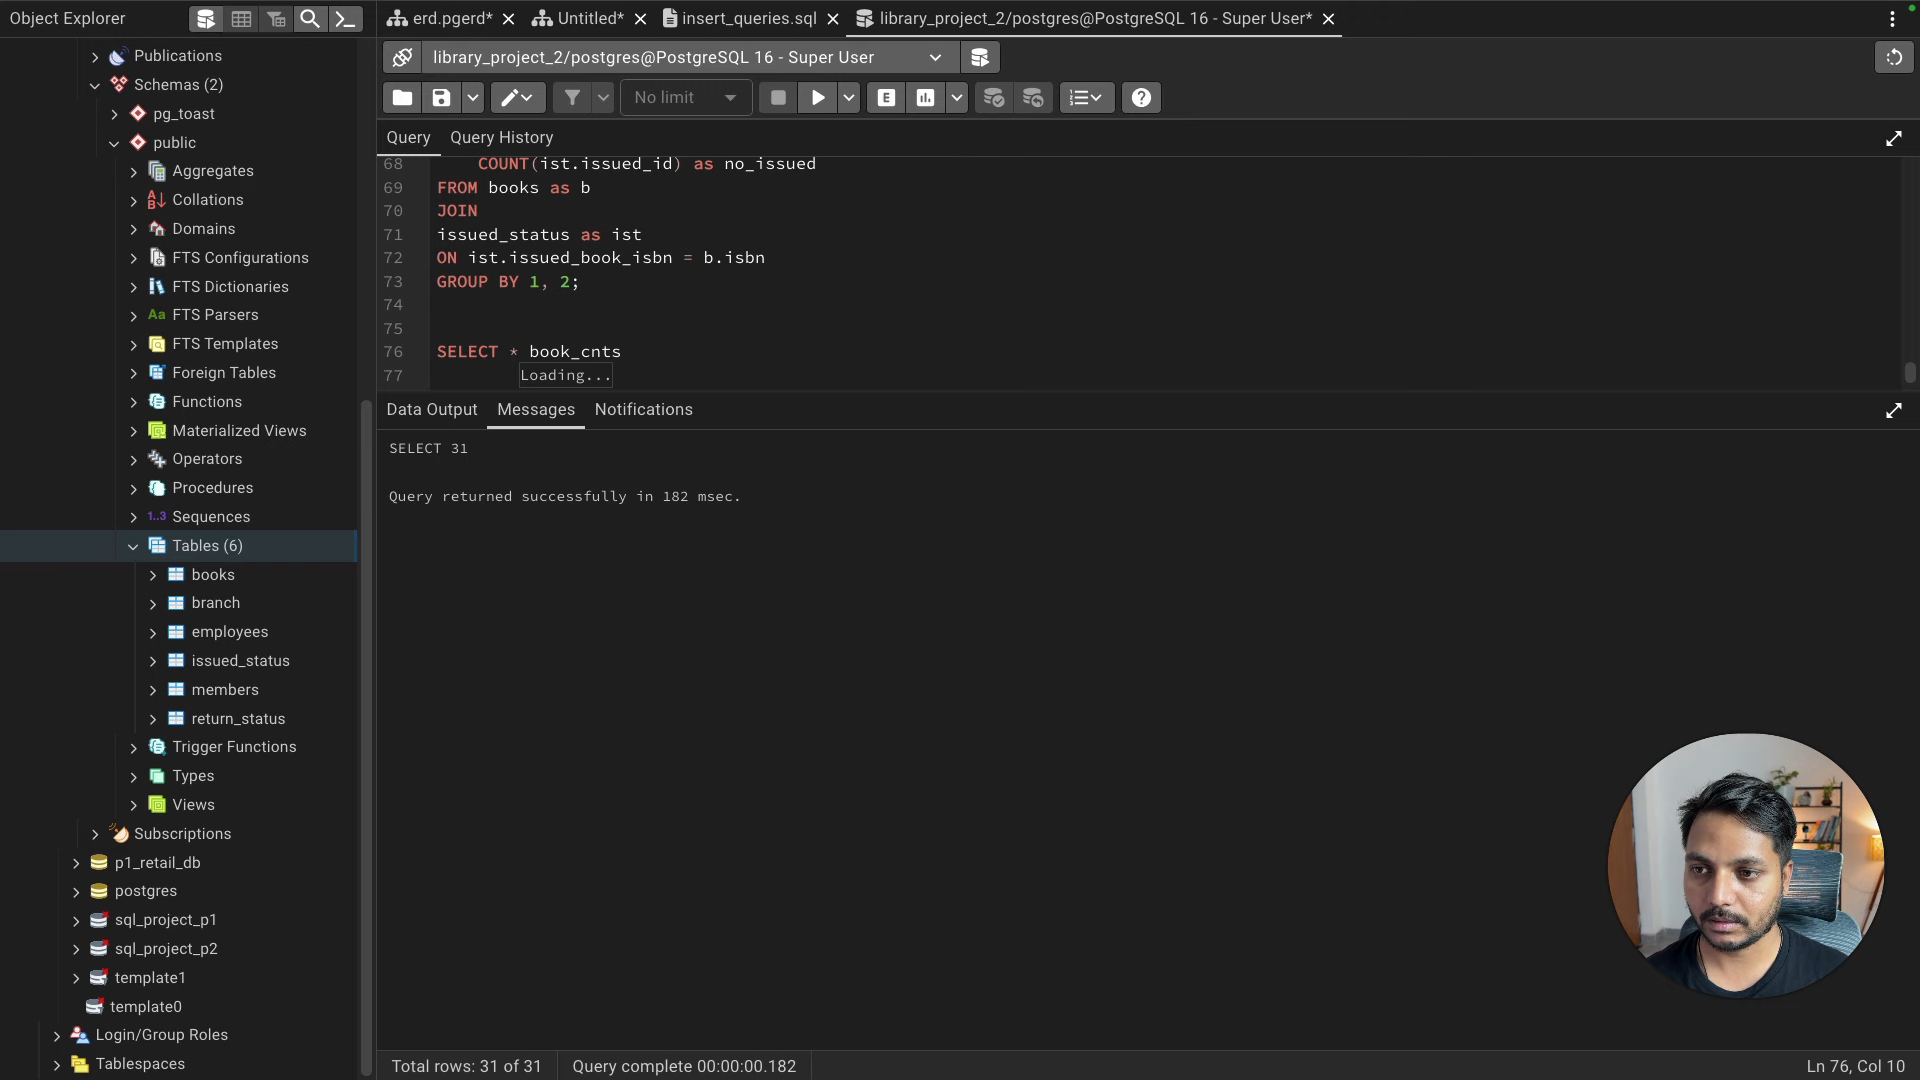 Object Explorer
erd.pgerd*
Untitled*
insert_queries.sql
library_project_2/postgres@PostgreSQL 16 - Super User*
library_project_2/postgres@PostgreSQL 16 - Super User
No limit
E
Query
Query History
68 COUNT(ist.issued_id) as no_issued
69 FROM books as b
70 JOIN
71 issued_status as ist
72 ON ist.issued_book_isbn = b.isbn
73 GROUP BY 1, 2;
74
75
76 SELECT * book_cnts
77 Loading...
Data Output
Messages
Notifications
SELECT 31
Query returned successfully in 182 msec.
Publications
Schemas (2)
pg_toast
public
Aggregates
Collations
Domains
FTS Configurations
FTS Dictionaries
Aa FTS Parsers
FTS Templates
Foreign Tables
Functions
Materialized Views
Operators
Procedures
1..3 Sequences
Tables (6)
books
branch
employees
issued_status
members
return_status
Trigger Functions
Types
Views
Subscriptions
p1_retail_db
postgres
sql_project_p1
sql_project_p2
template1
template0
Login/Group Roles
Tablespaces
Total rows: 31 of 31
Query complete 00:00:00.182
Ln 76, Col 10